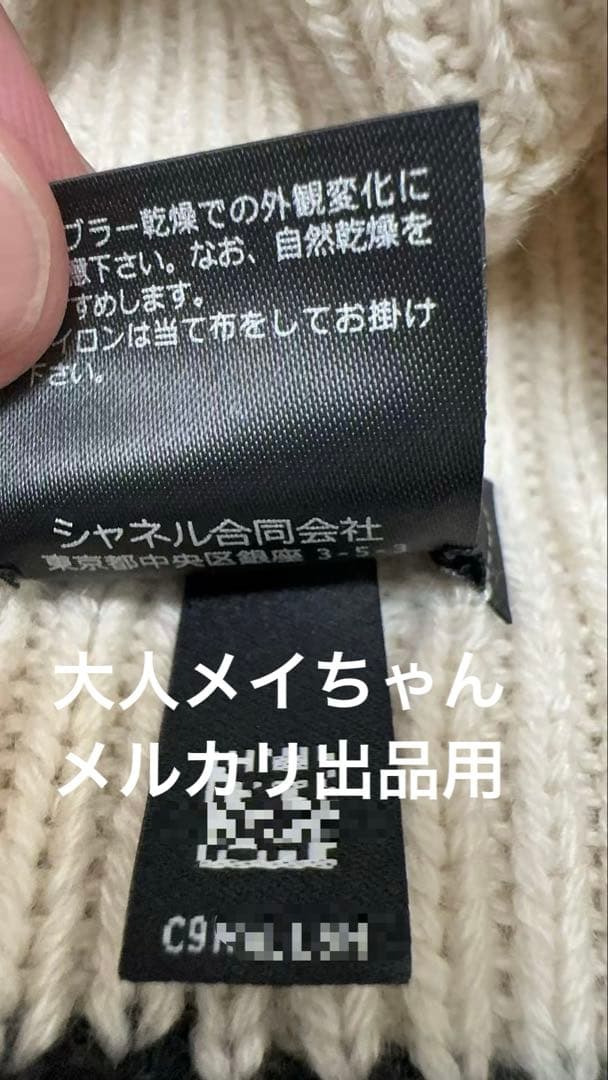 ブラー乾燥での外観変化に
慮下さい。なお、自然乾燥を
すめします。
イロンは当て布をしてお掛け
下さい。
シャネル合同会社
東京都中央区銀座 3-5-3
大人メイちゃん
メルカリ出品用
C9